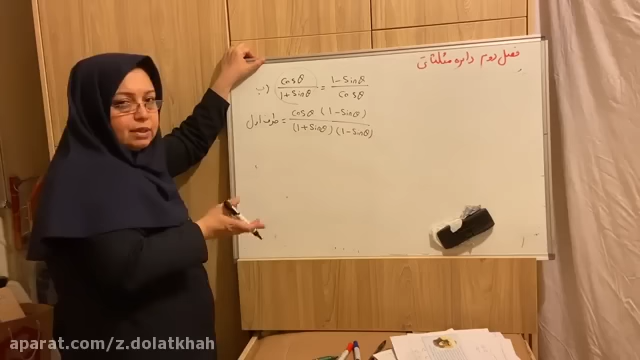 فصل دوم دایره مثلثاتی
ب) cosθ / 1+sinθ = 1-sinθ / cosθ
طرف اول = cosθ (1-sinθ) / (1+sinθ) (1-sinθ)
aparat.com/z.dolatkhah